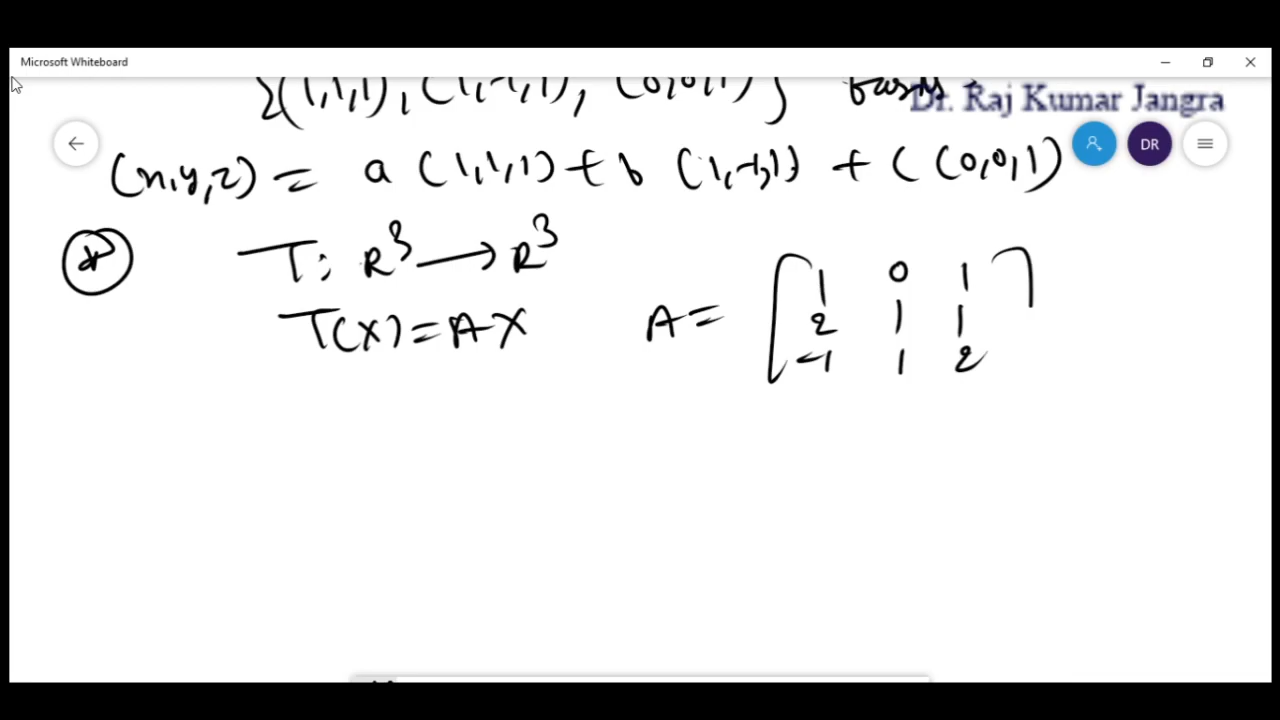 Microsoft Whiteboard
{(1,1,1), (1,-1,1), (0,0,1)} basis
Dr. Raj Kumar Jangra
DR
(x,y,z) = a (1,1,1) + b (1,-1,1) + c (0,0,1)
* T: R³ → R³
T(X) = AX A = [ 1 0 1
2 1 1
-1 1 2 ]